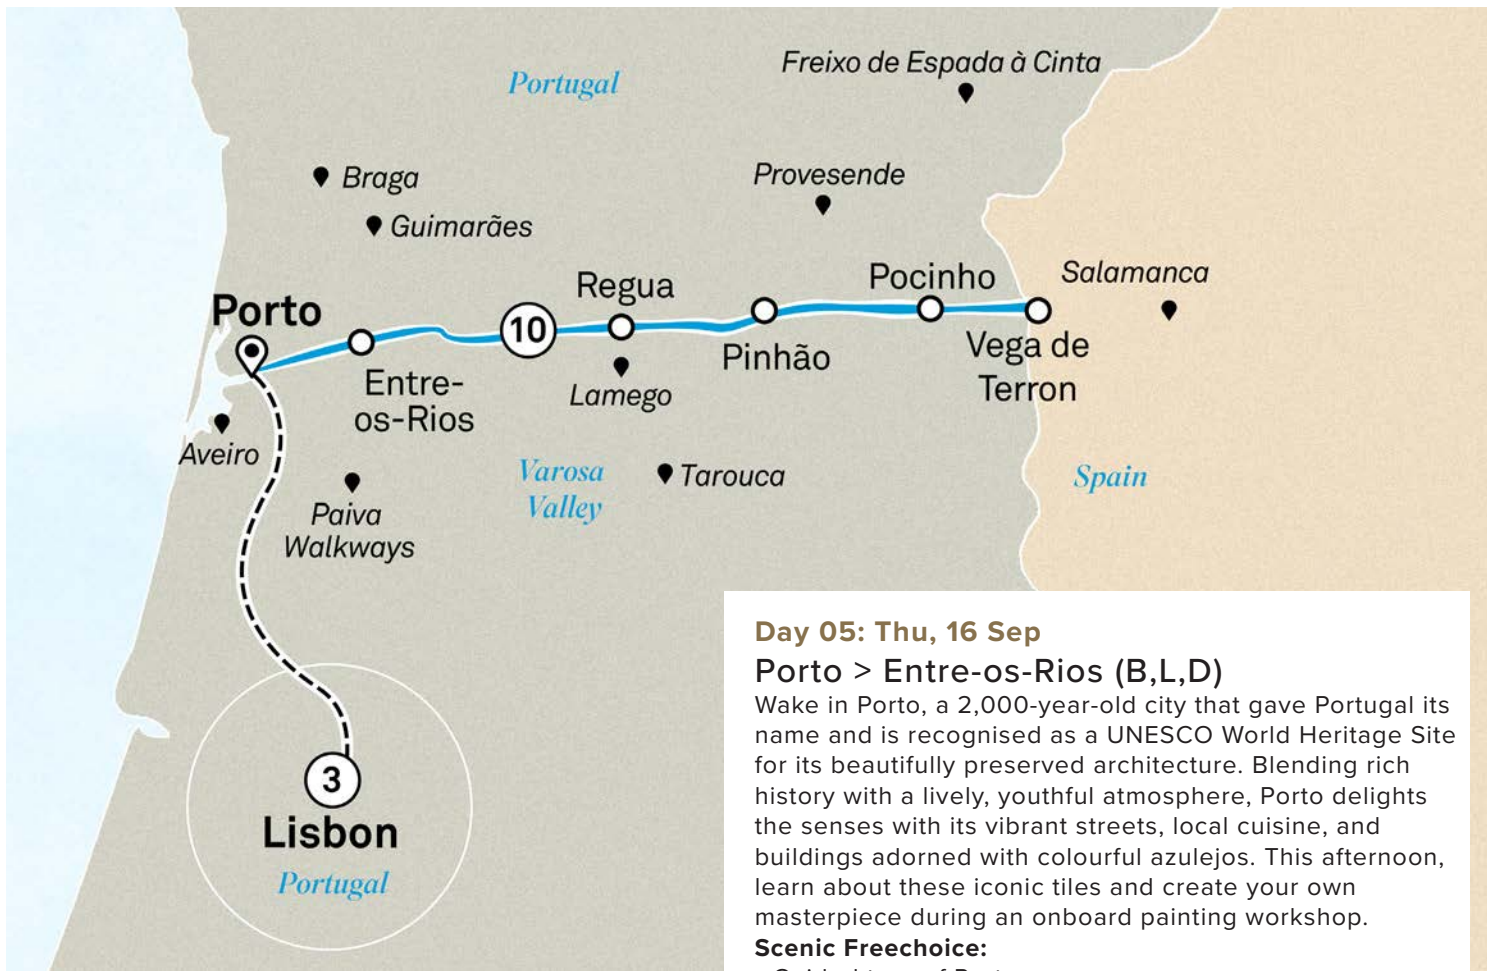 Freixo de Espada à Cinta
Portugal
Braga
Provesende
Guimarães
Salamanca
Pocinho
Regua
Porto
10
Pinhão
Vega de
Terron
Entre-
os-Rios
Lamego
Aveiro
Varosa
Valley
Tarouca
Spain
Paiva
Walkways
3
Lisbon
Portugal
Day 05: Thu, 16 Sep
Porto > Entre-os-Rios (B,L,D)
Wake in Porto, a 2,000-year-old city that gave Portugal its
name and is recognised as a UNESCO World Heritage Site
for its beautifully preserved architecture. Blending rich
history with a lively, youthful atmosphere, Porto delights
the senses with its vibrant streets, local cuisine, and
buildings adorned with colourful azulejos. This afternoon,
learn about these iconic tiles and create your own
masterpiece during an onboard painting workshop.
Scenic Freechoice: